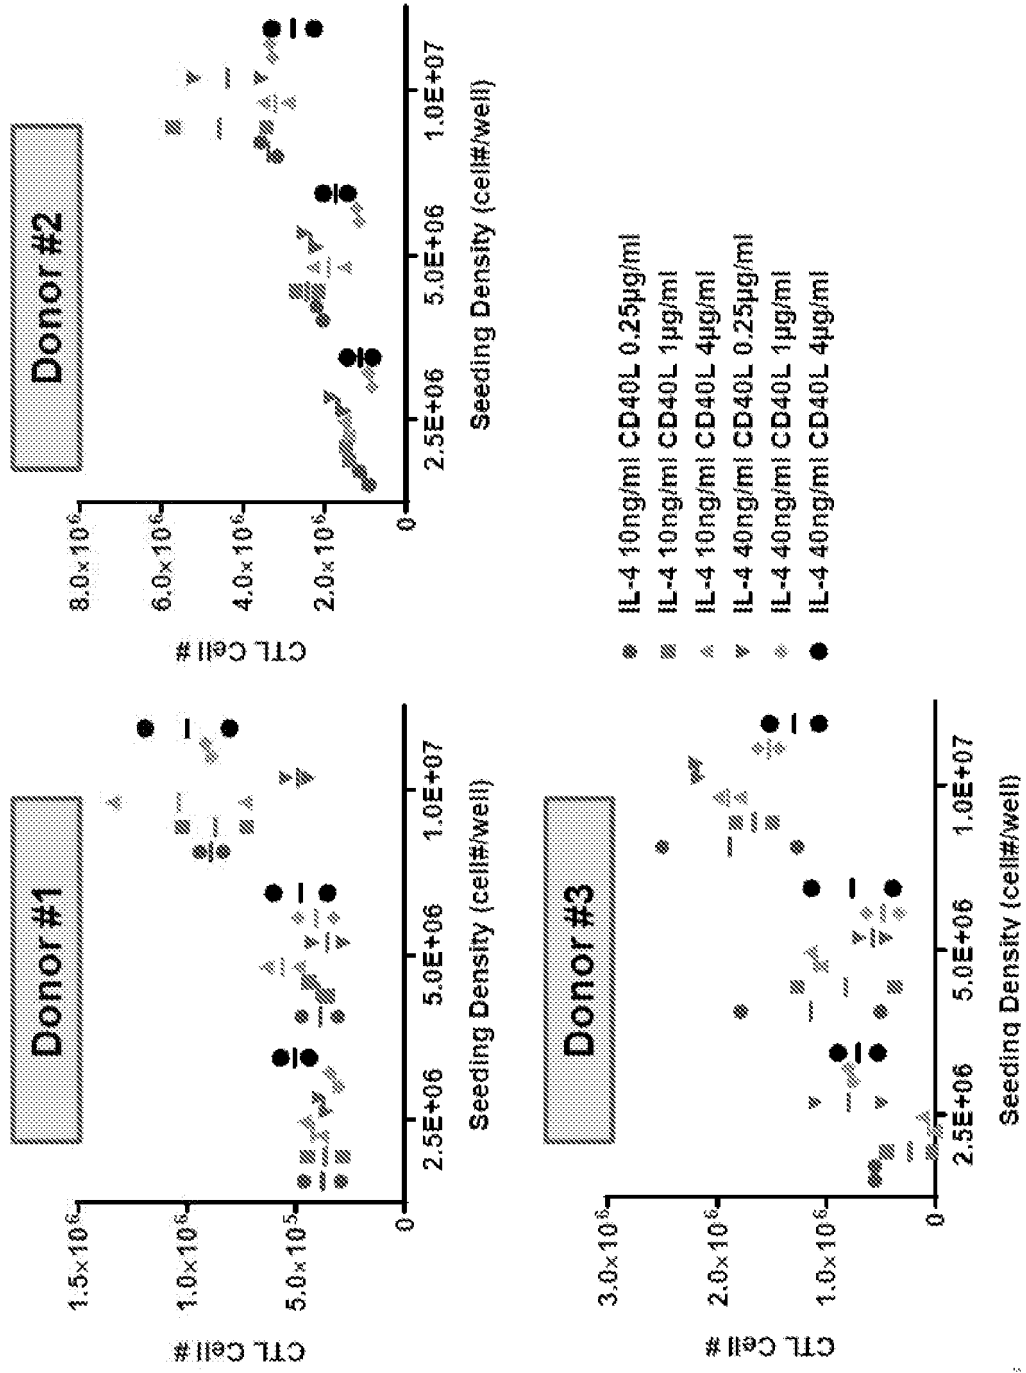 Donor #1
CTL Cell #
1.5×10⁶
1.0×10⁶
5.0×10⁵
0
2.5E+06
5.0E+06
1.0E+07
Seeding Density (cell#/well)
Donor #2
CTL Cell #
8.0×10⁶
6.0×10⁶
4.0×10⁶
2.0×10⁶
0
2.5E+06
5.0E+06
1.0E+07
Seeding Density (cell#/well)
Donor #3
CTL Cell #
3.0×10⁶
2.0×10⁶
1.0×10⁶
0
2.5E+06
5.0E+06
1.0E+07
Seeding Density (cell#/well)
IL-4 10ng/ml CD40L 0.25µg/ml
IL-4 10ng/ml CD40L 1µg/ml
IL-4 10ng/ml CD40L 4µg/ml
IL-4 40ng/ml CD40L 0.25µg/ml
IL-4 40ng/ml CD40L 1µg/ml
IL-4 40ng/ml CD40L 4µg/ml